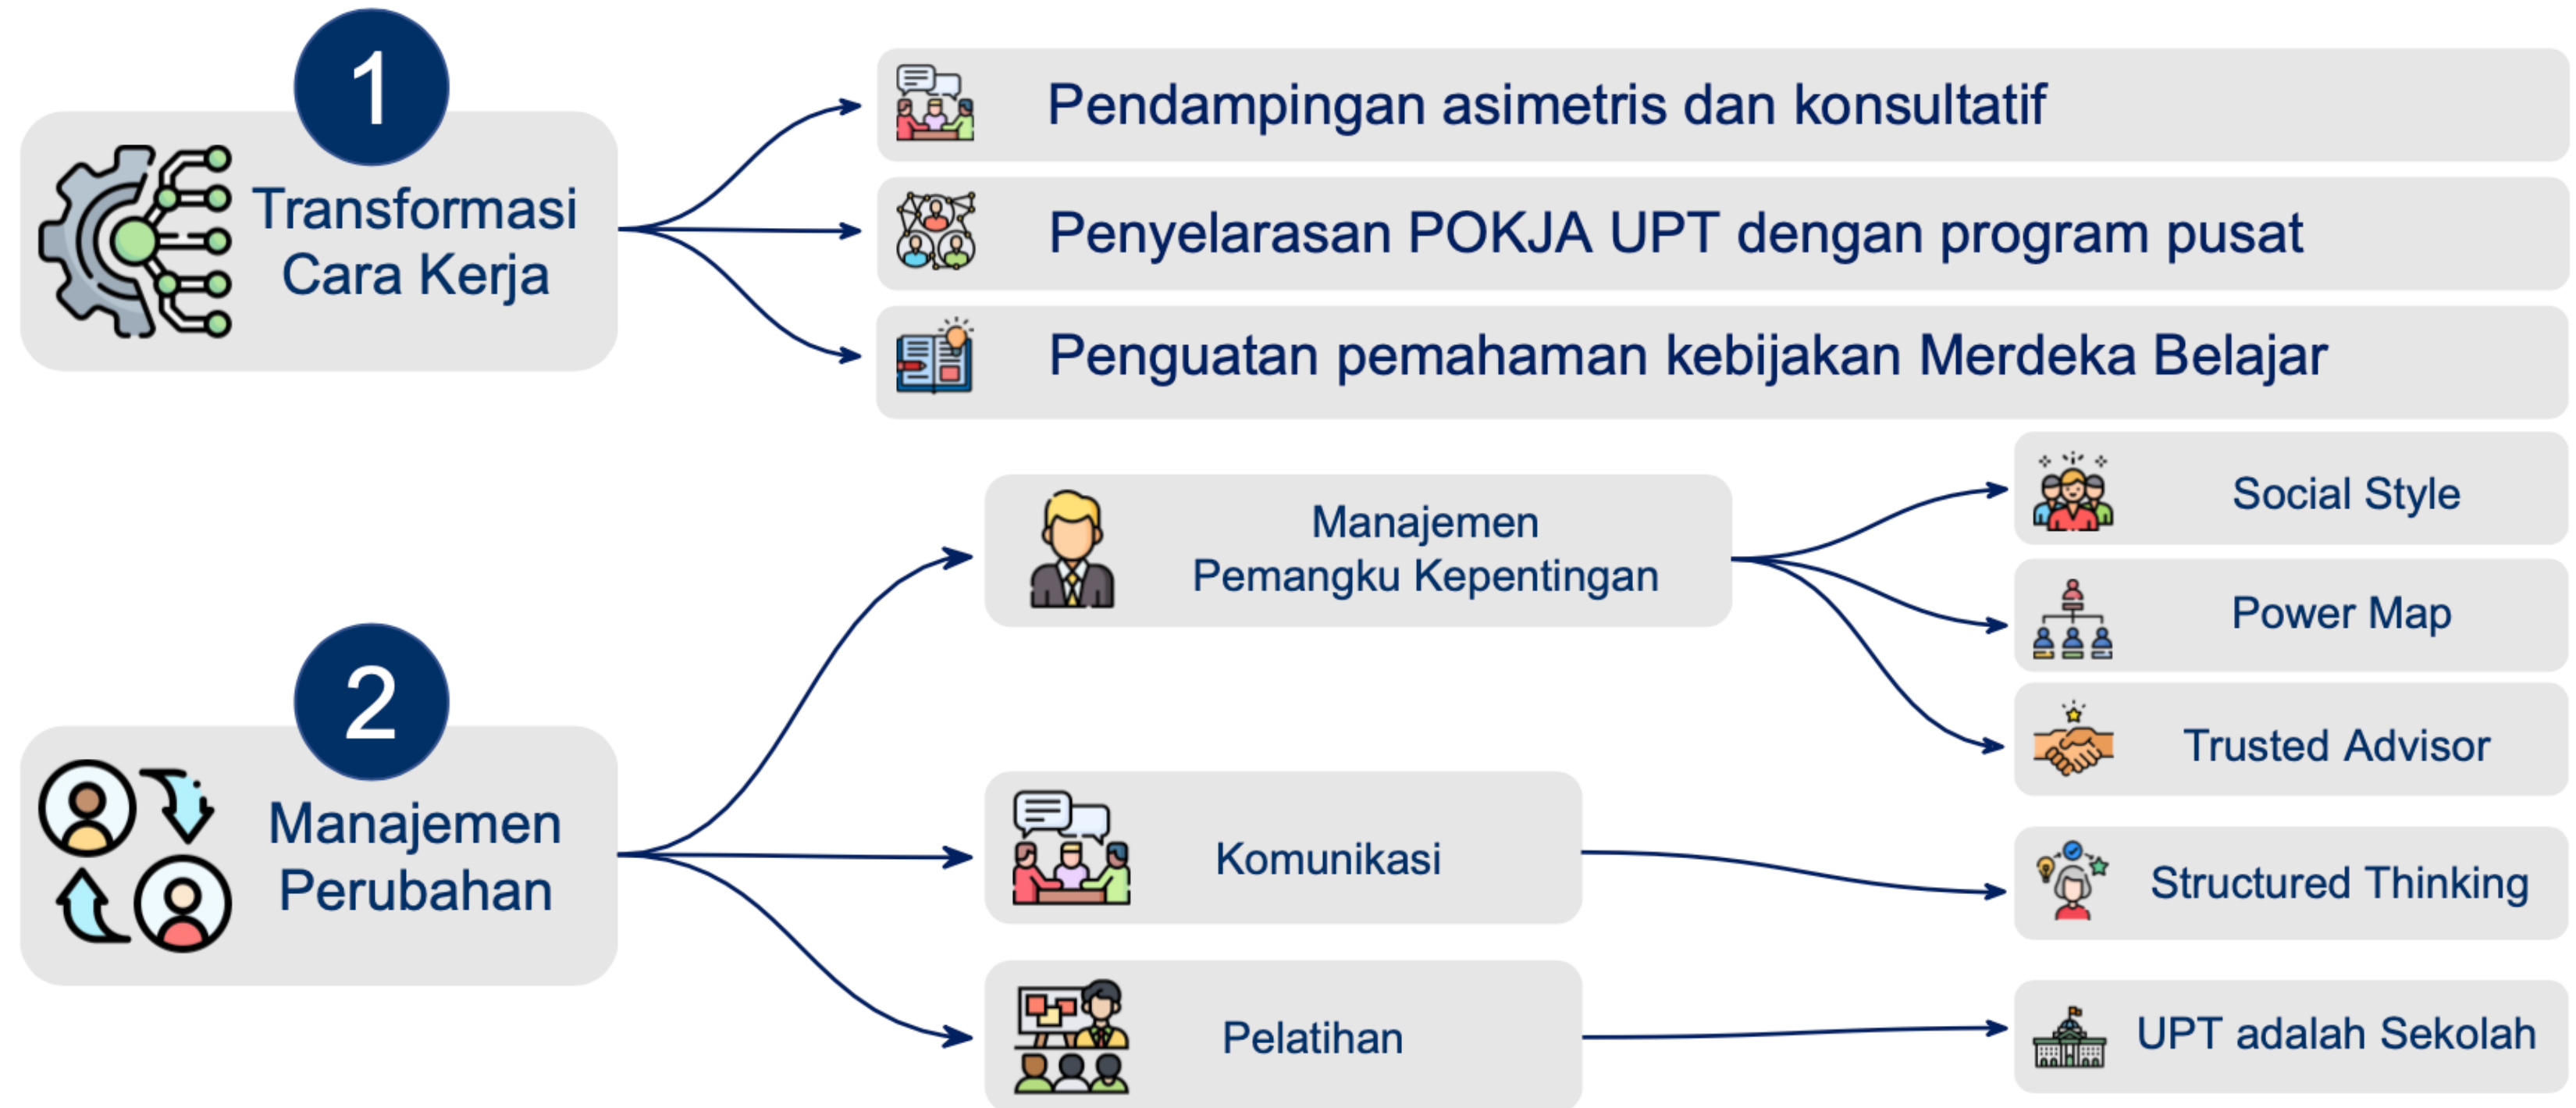 1
Transformasi
Cara Kerja
Pendampingan asimetris dan konsultatif
Penyelarasan POKJA UPT dengan program pusat
Penguatan pemahaman kebijakan Merdeka Belajar
2
Manajemen
Perubahan
Manajemen
Pemangku Kepentingan
Social Style
Power Map
Trusted Advisor
Komunikasi
Structured Thinking
Pelatihan
UPT adalah Sekolah